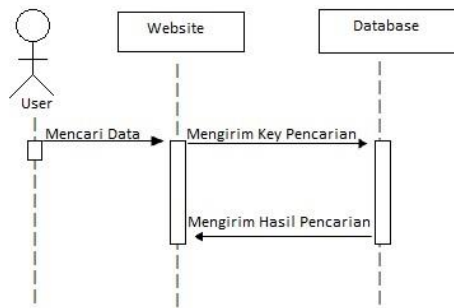 Website
Database
User
Mencari Data
Mengirim Key Pencarian
Mengirim Hasil Pencarian